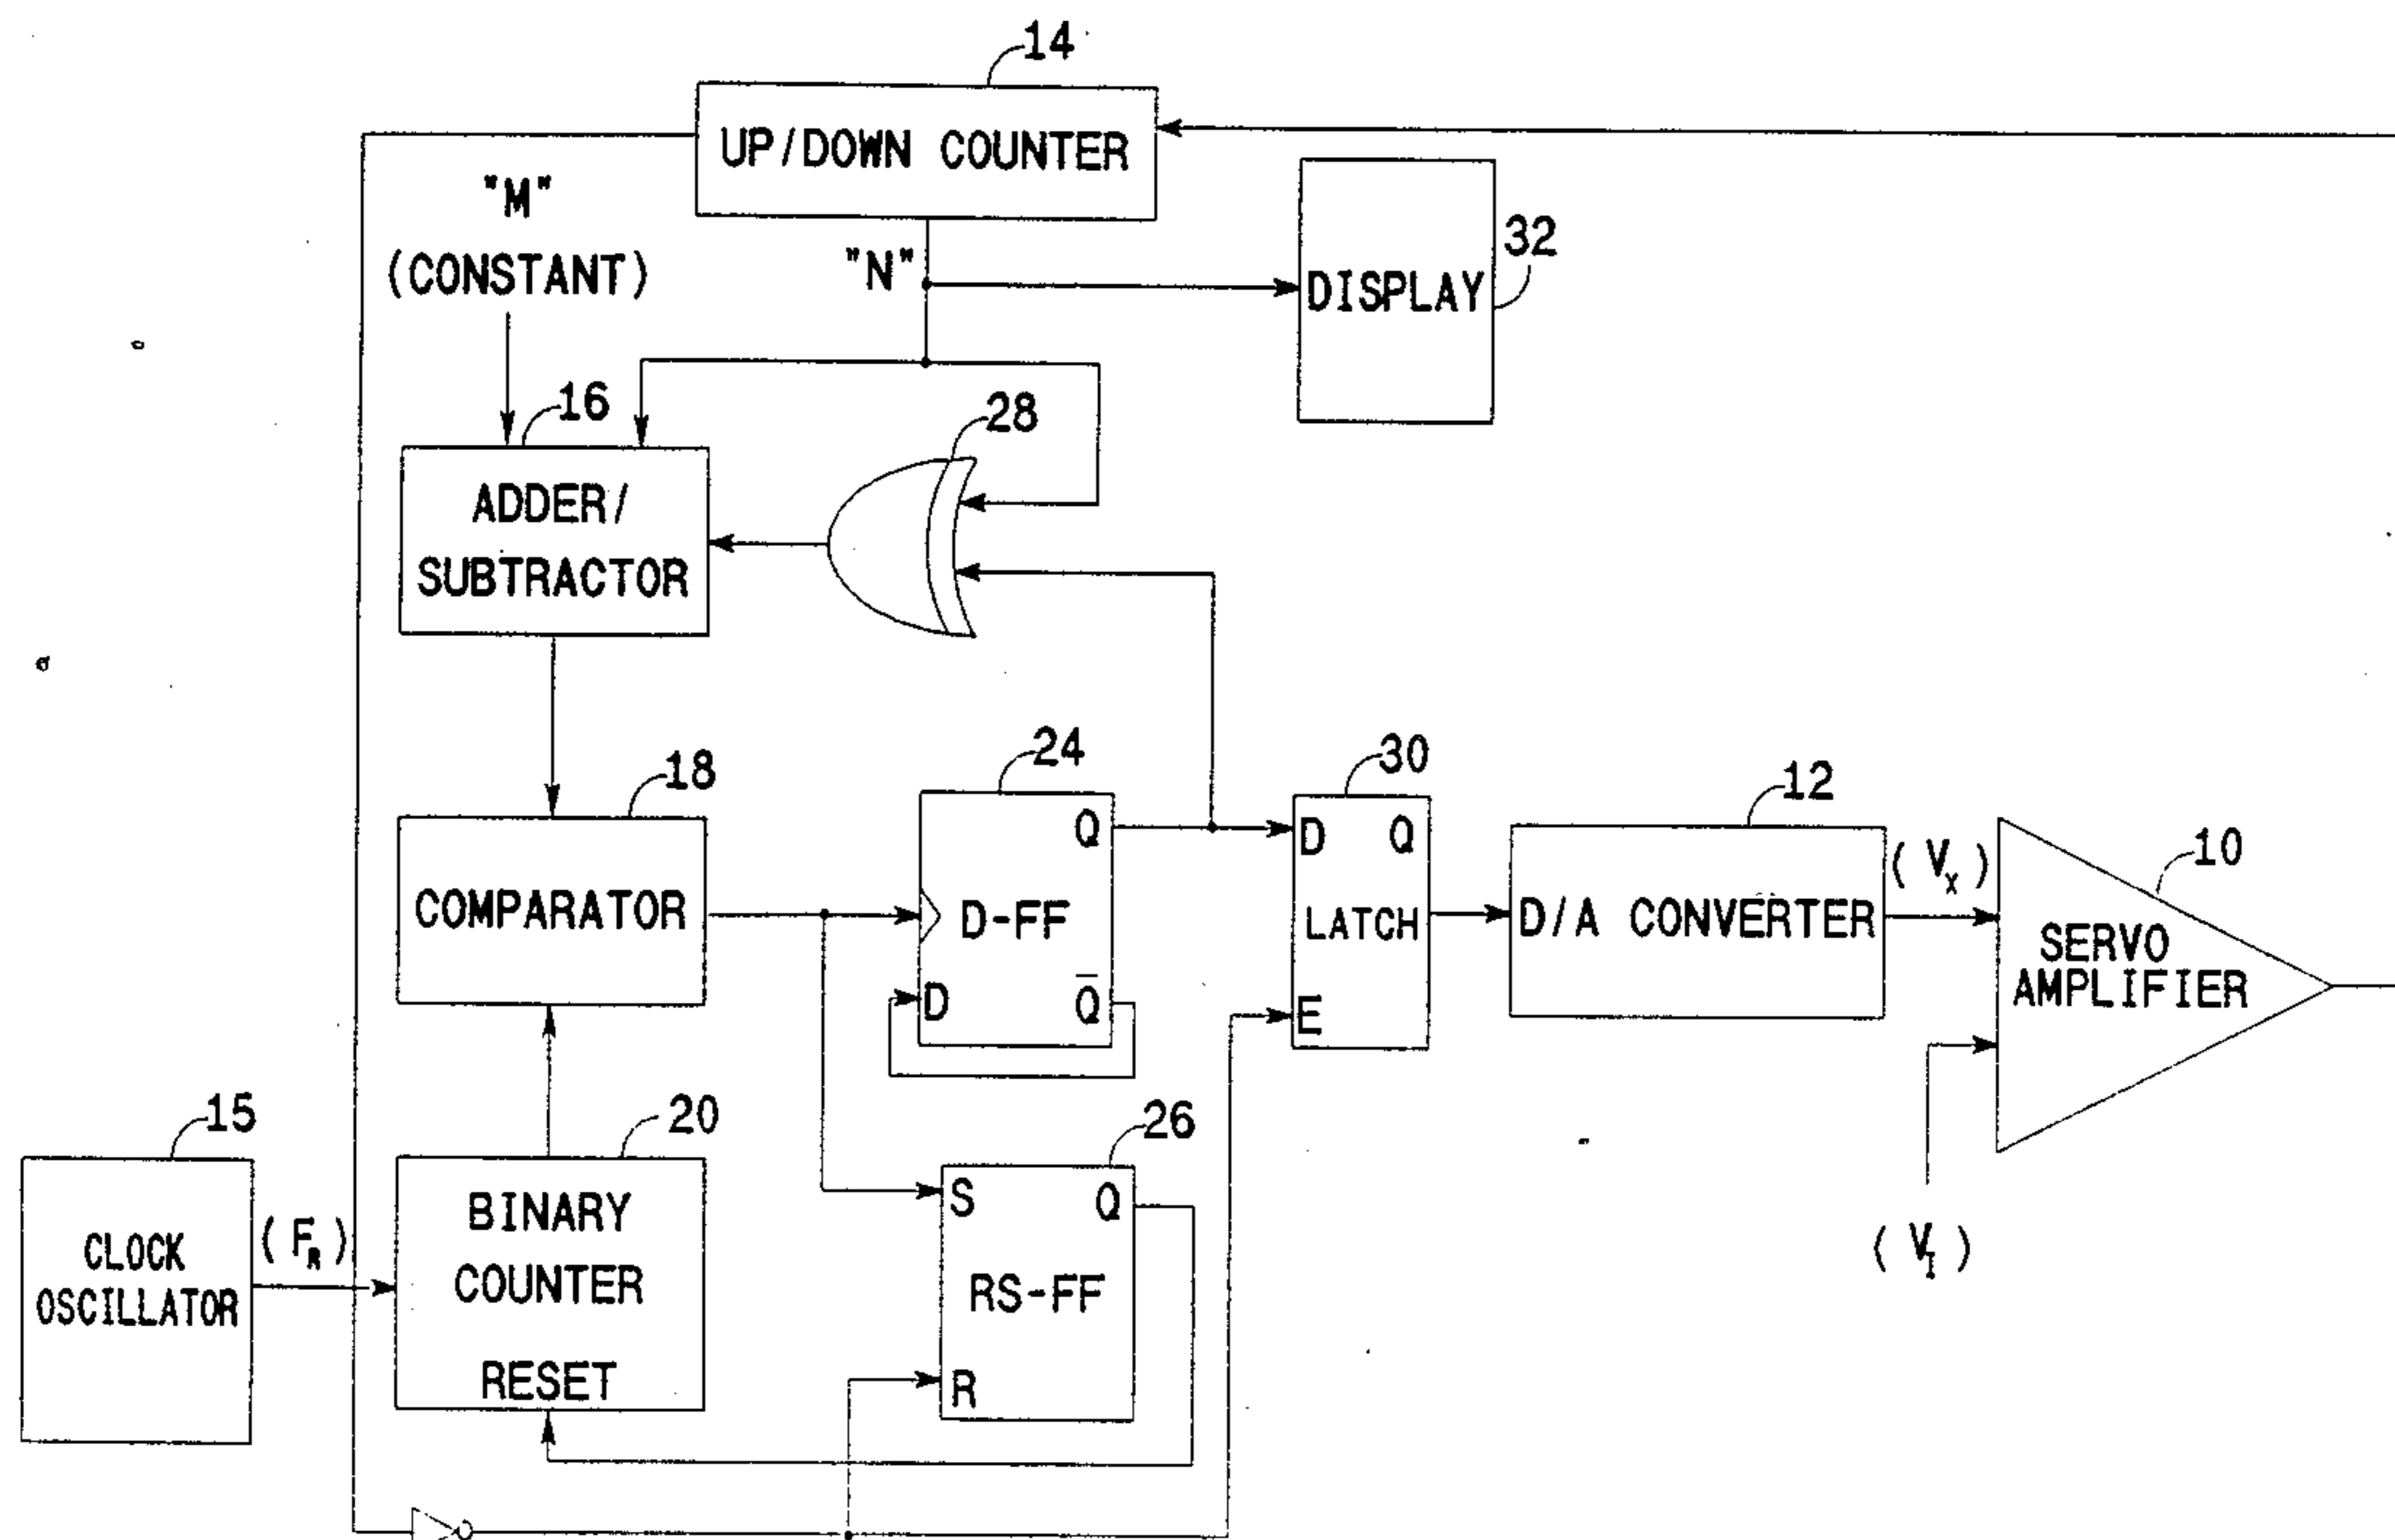 14
UP/DOWN COUNTER
"M"
(CONSTANT)
"N"
32
DISPLAY
16
28
ADDER/
SUBTRACTOR
24
30
18
12
10
Q
D Q
(VX)
COMPARATOR
D-FF
LATCH
D/A CONVERTER
SERVO
AMPLIFIER
D
Q̅
E
15
20
26
S Q
BINARY
COUNTER
(FR)
CLOCK
OSCILLATOR
RS-FF
(VI)
RESET
R